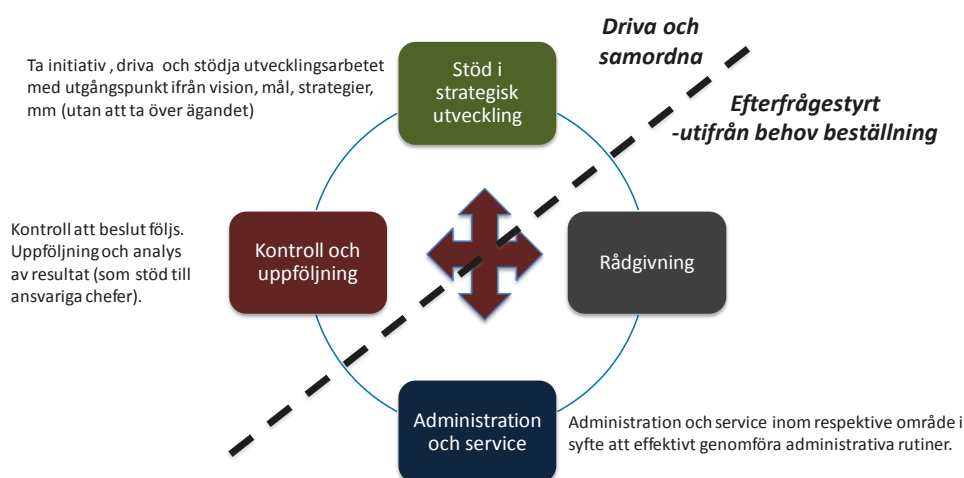 Driva och
samordna
Ta initiativ , driva och stödja utvecklingsarbetet
med utgångspunkt ifrån vision, mål, strategier,
mm (utan att ta över ägandet)
Stöd i
strategisk
utveckling
Efterfrågestyrt
-utifrån behov beställning
Kontroll att beslut följs.
Uppföljning och analys
av resultat (som stöd till
ansvariga chefer).
Kontroll och
uppföljning
Rådgivning
Administration
och service
Administration och service inom respektive område i
syfte att effektivt genomföra administrativa rutiner.